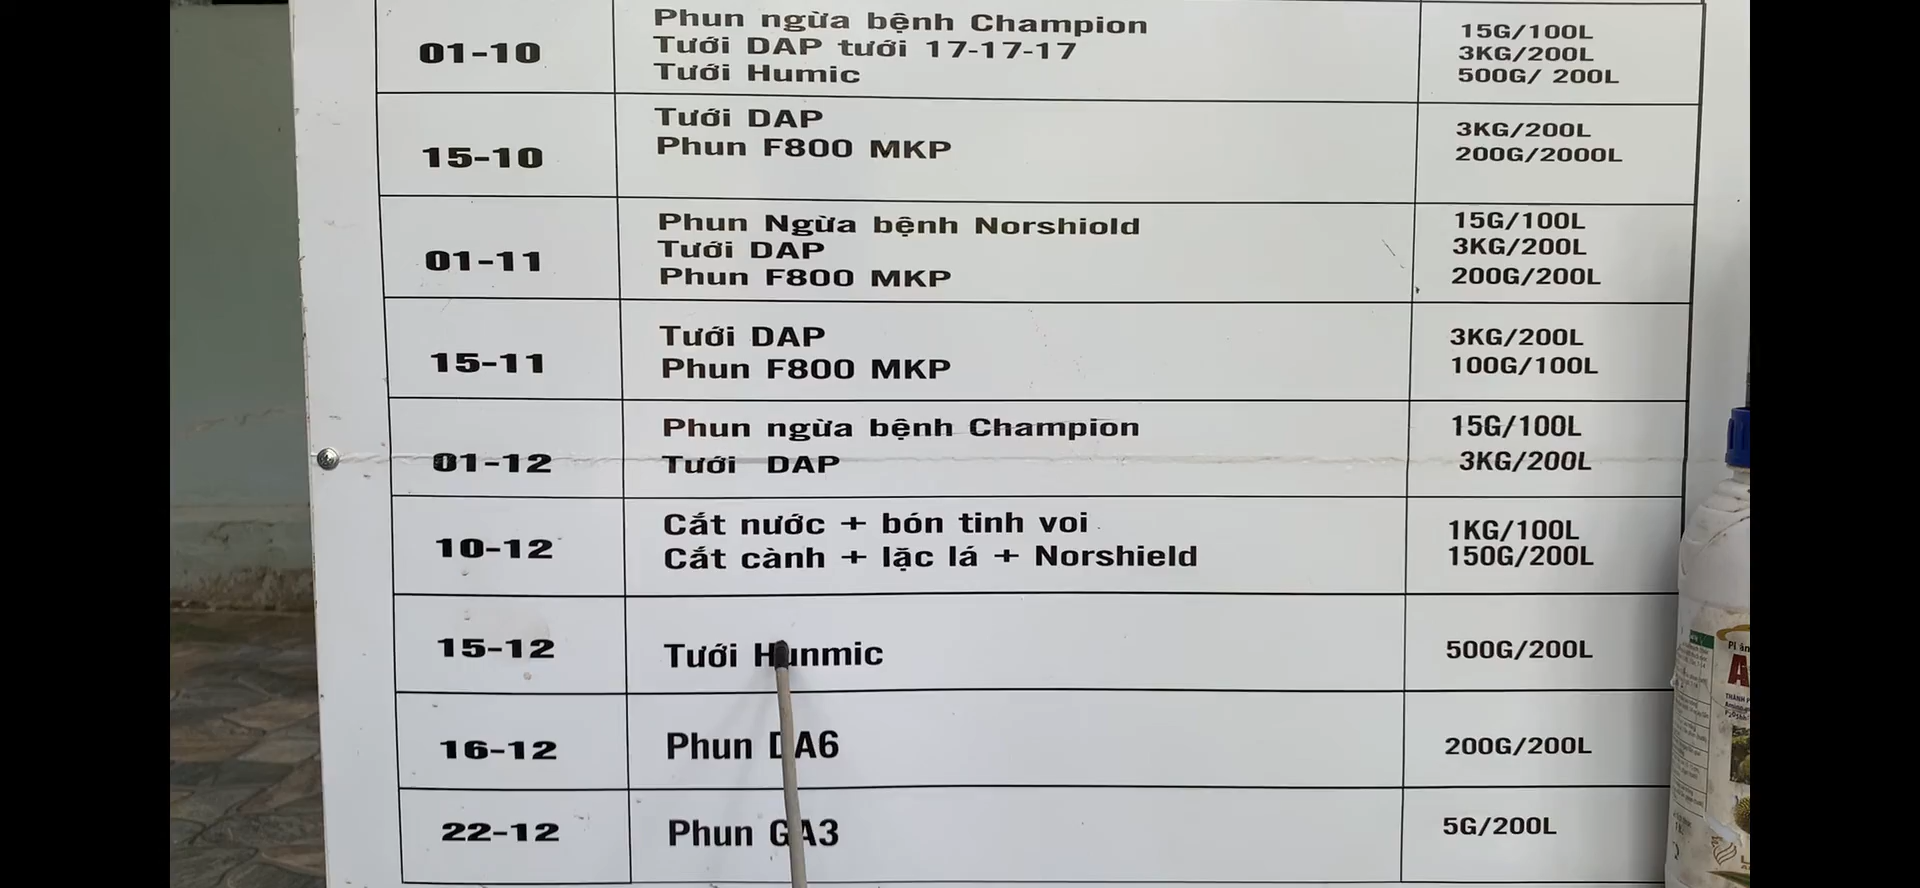 01-10
Phun ngừa bệnh Champion
Tưới DAP tưới 17-17-17
Tưới Humic
15G/100L
3KG/200L
500G/ 200L
15-10
Tưới DAP
Phun F800 MKP
3KG/200L
200G/2000L
01-11
Phun Ngừa bệnh Norshiold
Tưới DAP
Phun F800 MKP
15G/100L
3KG/200L
200G/200L
15-11
Tưới DAP
Phun F800 MKP
3KG/200L
100G/100L
01-12
Phun ngừa bệnh Champion
Tưới DAP
15G/100L
3KG/200L
10-12
Cắt nước + bón tinh voi
Cắt cành + lặc lá + Norshield
1KG/100L
150G/200L
15-12
Tưới Hunmic
500G/200L
16-12
Phun DA6
200G/200L
22-12
Phun GA3
5G/200L